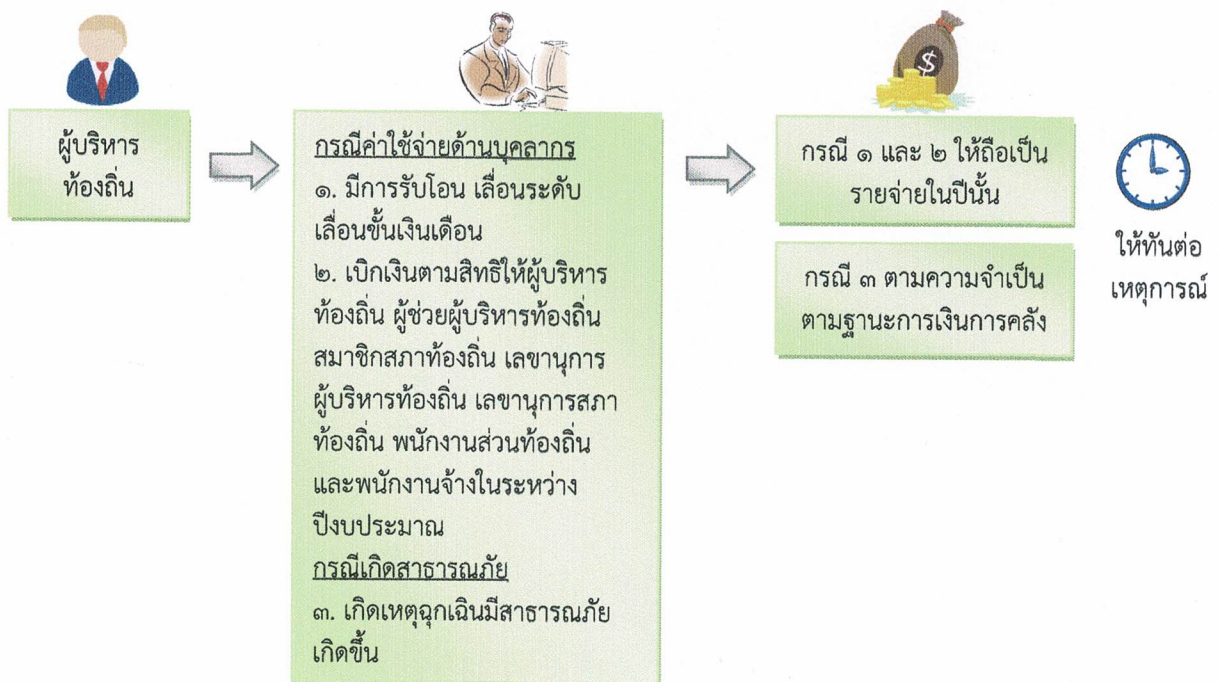 ผู้บริหาร
ท้องถิ่น
กรณีค่าใช้จ่ายด้านบุคลากร
๑. มีการรับโอน เลื่อนระดับ
เลื่อนขั้นเงินเดือน
๒. เบิกเงินตามสิทธิให้ผู้บริหาร
ท้องถิ่น ผู้ช่วยผู้บริหารท้องถิ่น
สมาชิกสภาท้องถิ่น เลขานุการ
ผู้บริหารท้องถิ่น เลขานุการสภา
ท้องถิ่น พนักงานส่วนท้องถิ่น
และพนักงานจ้างในระหว่าง
ปีงบประมาณ
กรณีเกิดสาธารณภัย
๓. เกิดเหตุฉุกเฉินมีสาธารณภัย
เกิดขึ้น
$
กรณี ๑ และ ๒ ให้ถือเป็น
รายจ่ายในปีนั้น
กรณี ๓ ตามความจำเป็น
ตามฐานะการเงินการคลัง
ให้ทันต่อ
เหตุการณ์